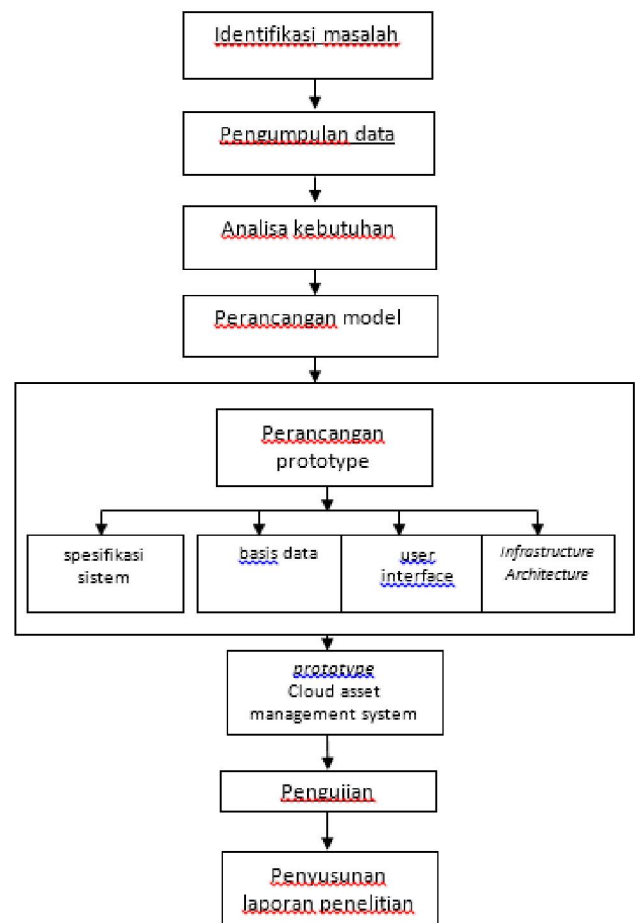 Identifikasi masalah
Pengumpulan data
Analisa kebutuhan
Perancangan model
Perancangan
prototype
spesifikasi
sistem
basis data
user
interface
Infrastructure
Architecture
prototype
Cloud asset
management system
Pengujian
Penyusunan
laporan penelitian